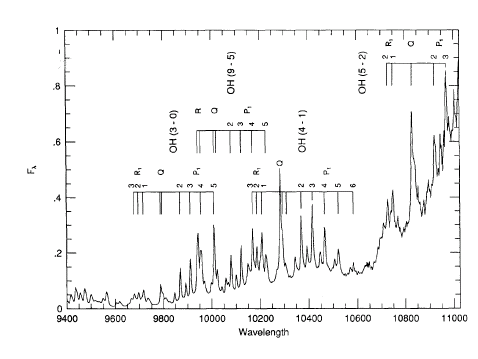 1
.8
.6
.4
.2
0
Fλ
9400 9600 9800 10000 10200 10400 10600 10800 11000
Wavelength
OH (3 - 0)
3 2 R1 1 Q 2 3 P1 4 5
OH (9 - 5)
R Q 2 3 P1 4 5
OH (4 - 1)
3 2 R1 1 Q 2 3 P1 4 5 6
OH (5 - 2)
2 R1 1 Q 2 P1 3